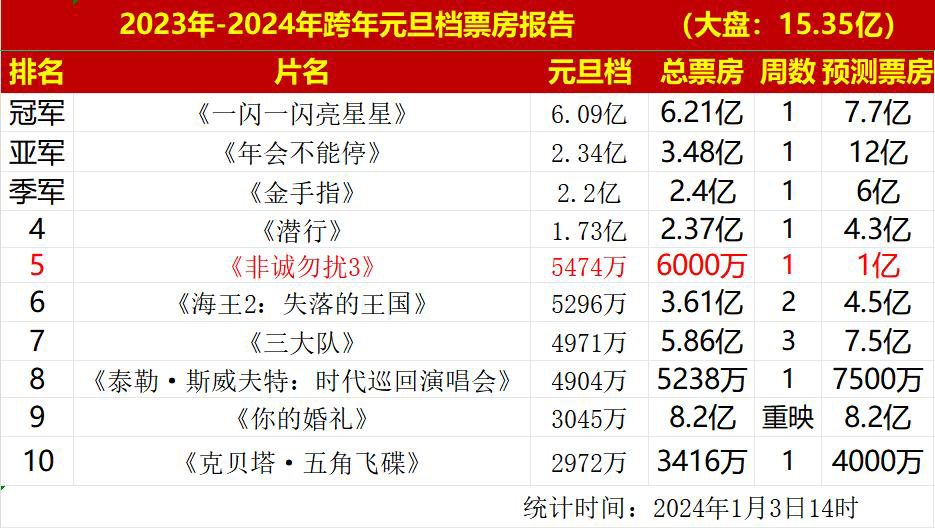 2023年-2024年跨年元旦档票房报告 （大盘：15.35亿）
排名 片名 元旦档 总票房 周数 预测票房
冠军 《一闪一闪亮星星》 6.09亿 6.21亿 1 7.7亿
亚军 《年会不能停》 2.34亿 3.48亿 1 12亿
季军 《金手指》 2.2亿 2.4亿 1 6亿
4 《潜行》 1.73亿 2.37亿 1 4.3亿
5 《非诚勿扰3》 5474万 6000万 1 1亿
6 《海王2：失落的王国》 5296万 3.61亿 2 4.5亿
7 《三大队》 4971万 5.86亿 3 7.5亿
8 《泰勒·斯威夫特：时代巡回演唱会》 4904万 5238万 1 7500万
9 《你的婚礼》 3045万 8.2亿 重映 8.2亿
10 《克贝塔·五角飞碟》 2972万 3416万 1 4000万
统计时间：2024年1月3日14时